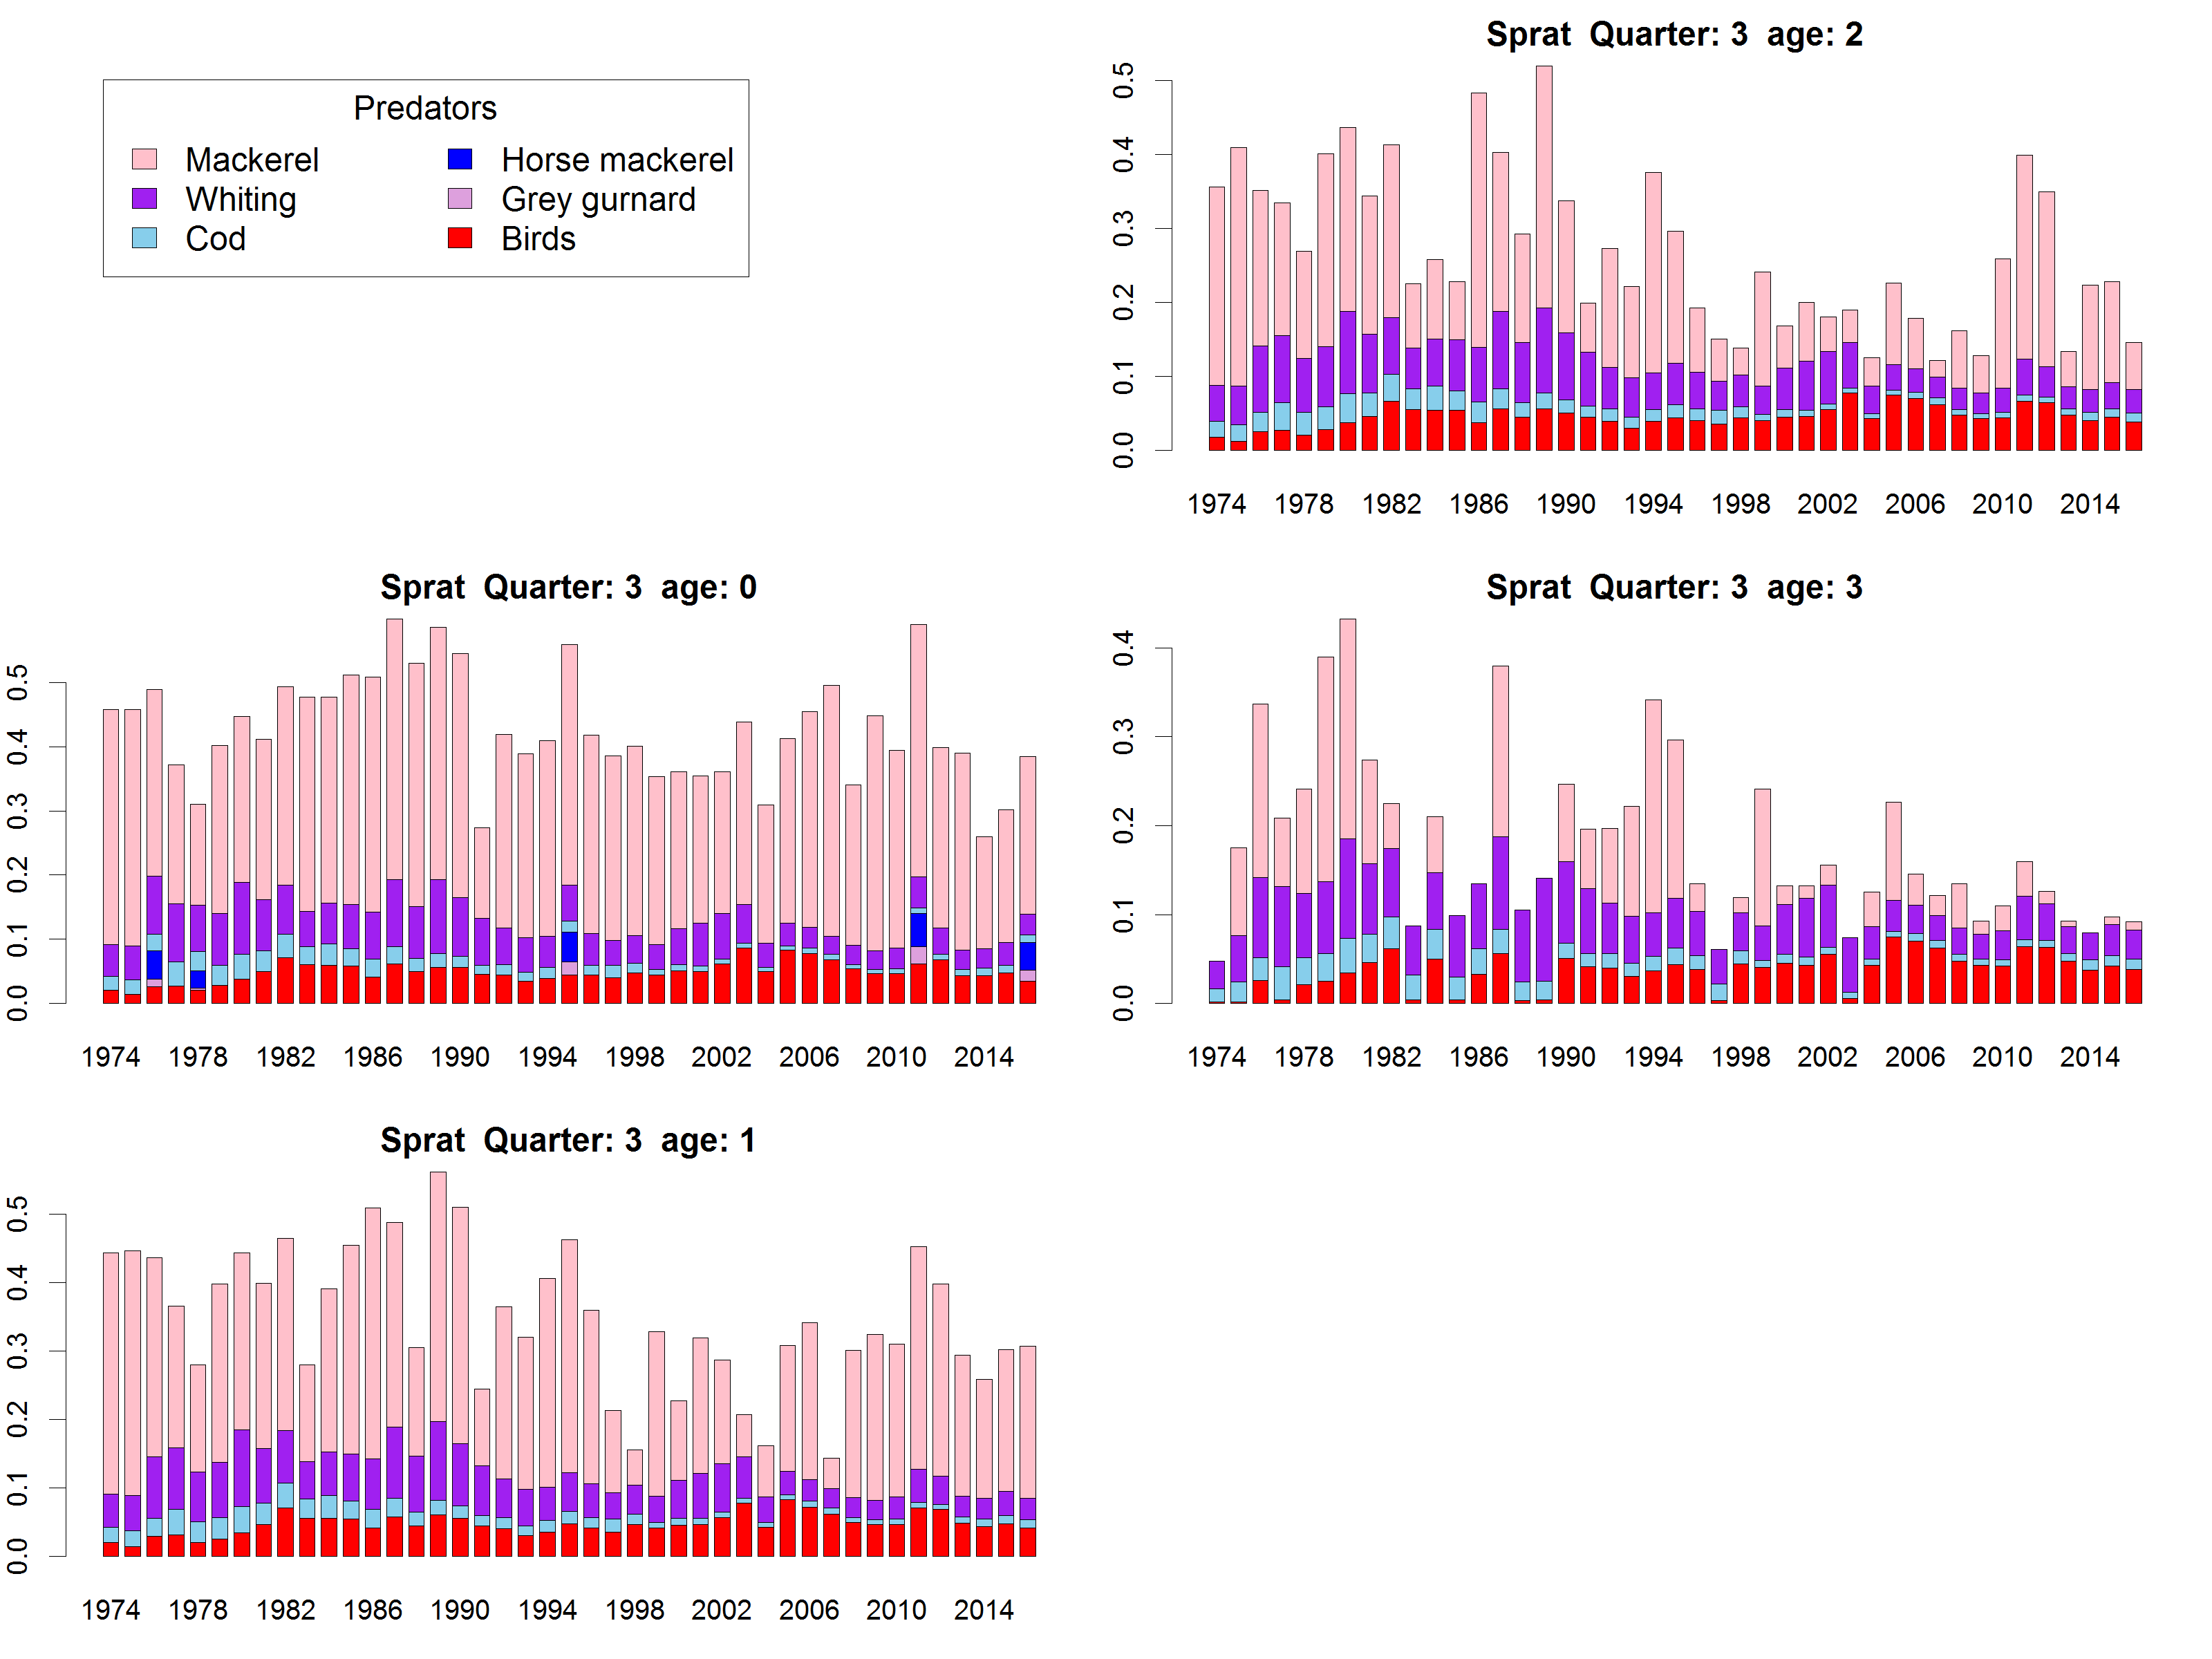 Predators
Mackerel
Whiting
Cod
Horse mackerel
Grey gurnard
Birds
Sprat Quarter: 3 age: 2
0.0 0.1 0.2 0.3 0.4 0.5
1974 1978 1982 1986 1990 1994 1998 2002 2006 2010 2014
Sprat Quarter: 3 age: 0
0.0 0.1 0.2 0.3 0.4 0.5
1974 1978 1982 1986 1990 1994 1998 2002 2006 2010 2014
Sprat Quarter: 3 age: 3
0.0 0.1 0.2 0.3 0.4
1974 1978 1982 1986 1990 1994 1998 2002 2006 2010 2014
Sprat Quarter: 3 age: 1
0.0 0.1 0.2 0.3 0.4 0.5
1974 1978 1982 1986 1990 1994 1998 2002 2006 2010 2014